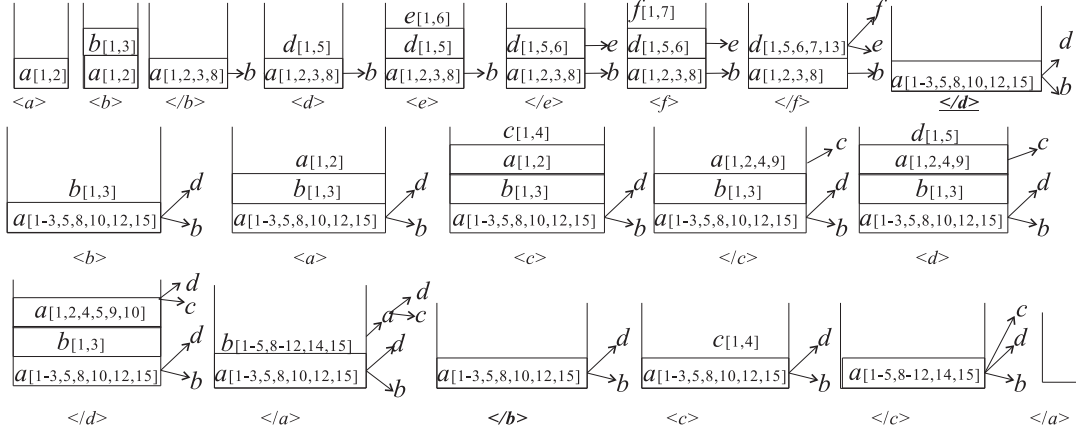 a[1,2]
<a>
b[1,3]
a[1,2]
<b>
a[1,2,3,8] b
</b>
d[1,5]
a[1,2,3,8] b
<d>
e[1,6]
d[1,5]
a[1,2,3,8] b
<e>
d[1,5,6] e
a[1,2,3,8] b
</e>
f[1,7]
d[1,5,6] e
a[1,2,3,8] b
<f>
f
d[1,5,6,7,13] e
a[1,2,3,8] b
</f>
d
a[1-3,5,8,10,12,15] b
</d>
b[1,3] d
a[1-3,5,8,10,12,15] b
<b>
a[1,2]
b[1,3] d
a[1-3,5,8,10,12,15] b
<a>
c[1,4]
a[1,2]
b[1,3] d
a[1-3,5,8,10,12,15] b
<c>
a[1,2,4,9] c
b[1,3] d
a[1-3,5,8,10,12,15] b
</c>
d[1,5]
a[1,2,4,9] c
b[1,3] d
a[1-3,5,8,10,12,15] b
<d>
d
a[1,2,4,5,9,10] c
b[1,3] d
a[1-3,5,8,10,12,15] b
</d>
d
a c
b[1-5,8-12,14,15] d
a[1-3,5,8,10,12,15] b
</a>
d
a[1-3,5,8,10,12,15] b
</b>
c[1,4] d
a[1-3,5,8,10,12,15] b
<c>
c
d
a[1-5,8-12,14,15] b
</c>
</a>